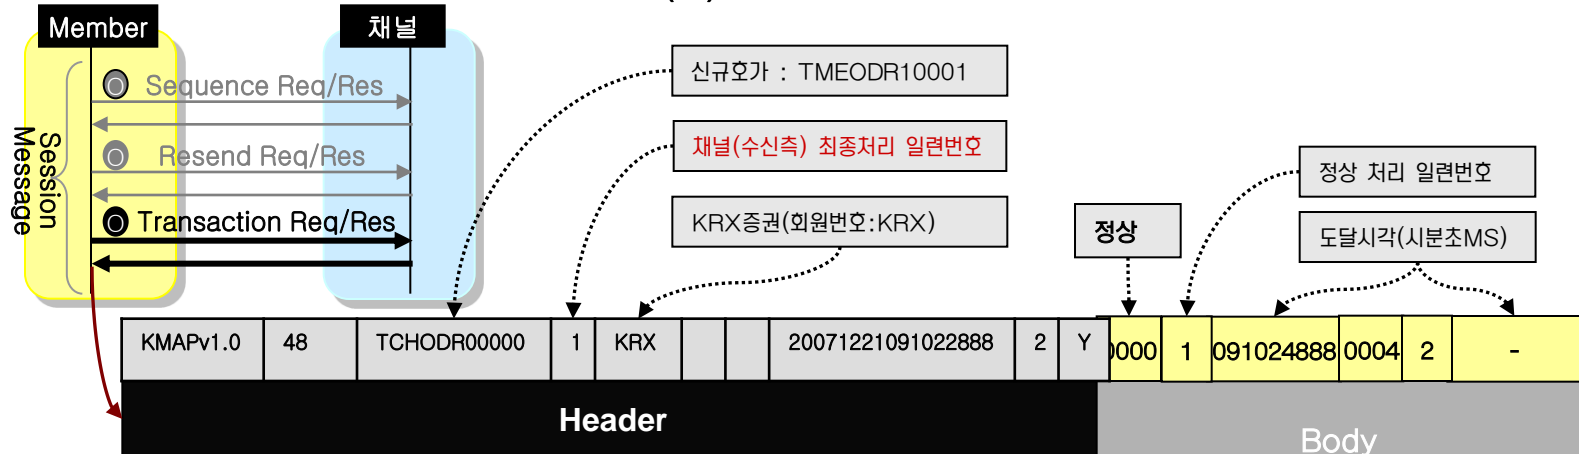 Member
채널
Sequence Req/Res
Resend Req/Res
Transaction Req/Res
Session
Message
신규호가 : TMEODR10001
채널(수신측) 최종처리 일련번호
KRX증권(회원번호:KRX)
정상
정상 처리 일련번호
도달시각(시분초MS)
KMAPv1.0 48 TCHODR00000 1 KRX 20071221091022888 2 Y 0000 1 091024888 0004 2 -
Header
Body